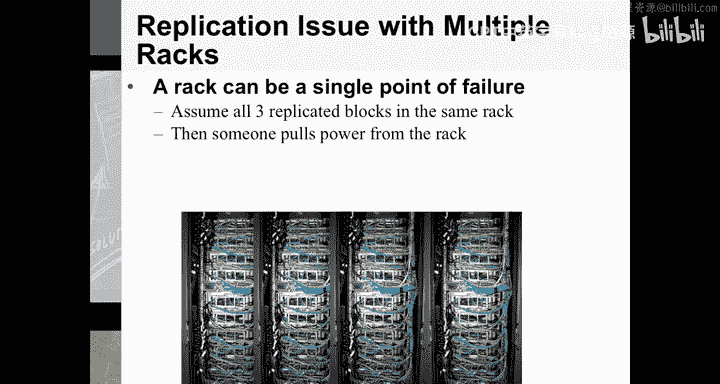 Replication Issue with Multiple
Racks
• A rack can be a single point of failure
– Assume all 3 replicated blocks in the same rack
– Then someone pulls power from the rack
bilibili